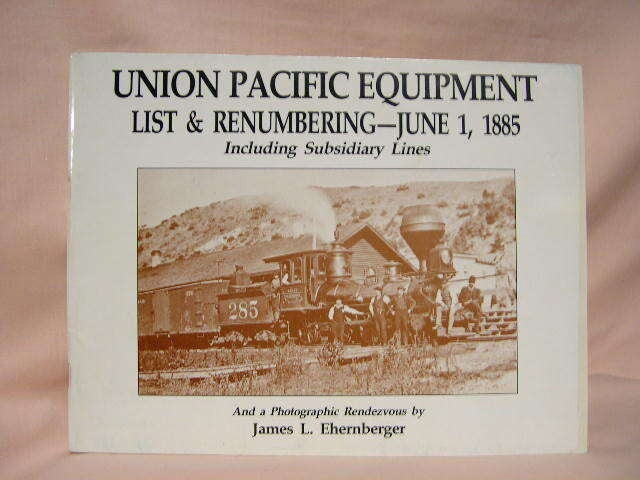 UNION PACIFIC EQUIPMENT
LIST & RENUMBERING—JUNE 1, 1885
Including Subsidiary Lines
285
And a Photographic Rendezvous by
James L. Ehernberger